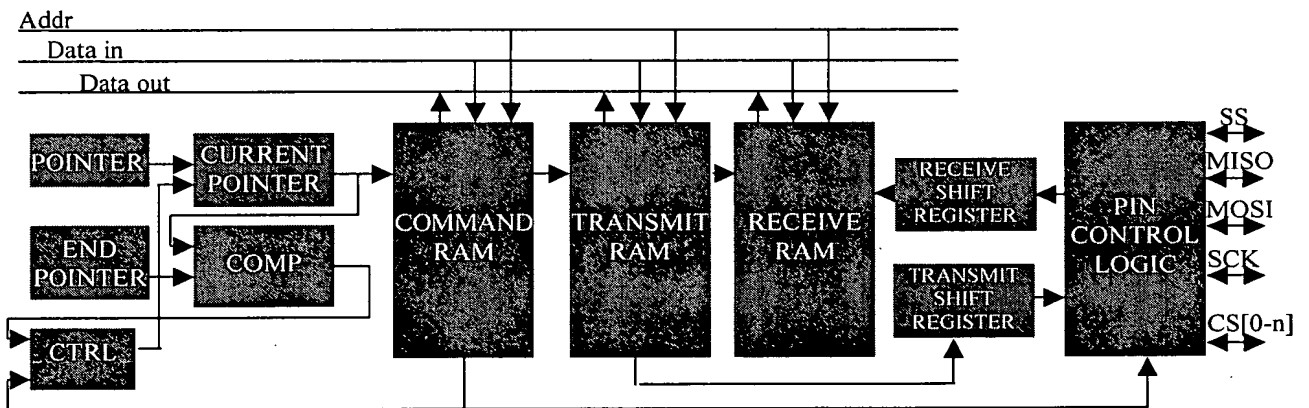 Addr
Data in
Data out
POINTER
CURRENT
POINTER
END
POINTER
COMP
CTRL
COMMAND
RAM
TRANSMIT
RAM
RECEIVE
RAM
RECEIVE
SHIFT
REGISTER
TRANSMIT
SHIFT
REGISTER
PIN
CONTROL
LOGIC
SS
MISO
MOSI
SCK
CS[0-n]